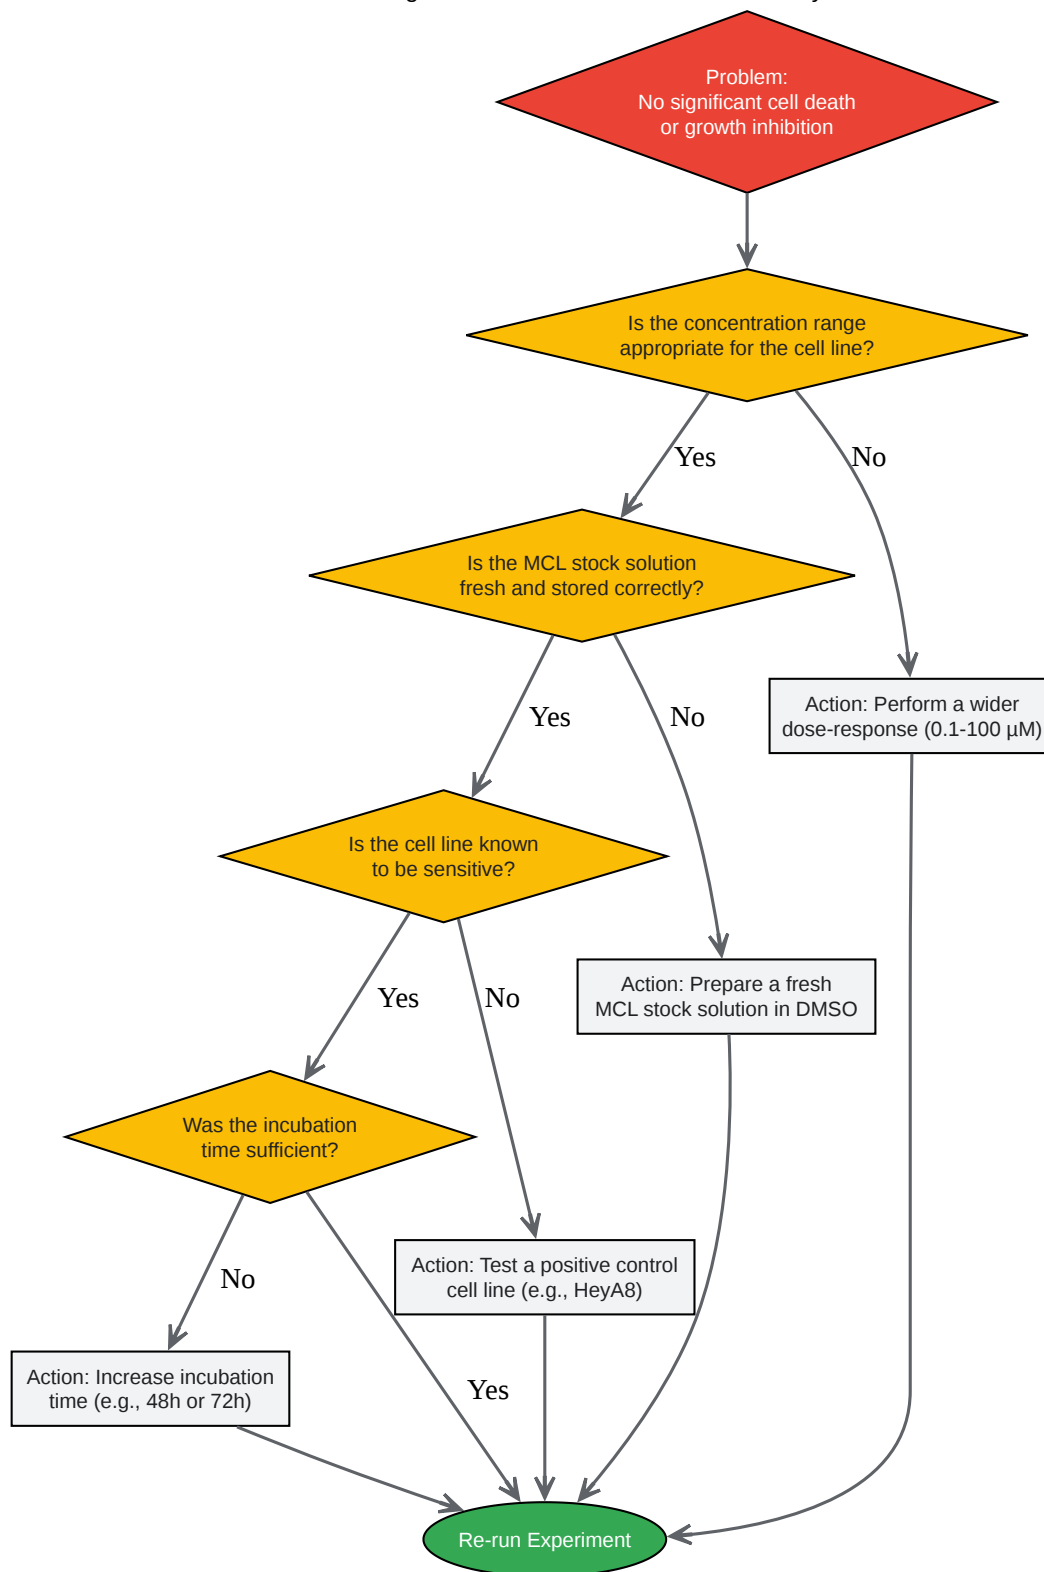 Problem:
No significant cell death
or growth inhibition
Is the concentration range
appropriate for the cell line?
Yes
No
Is the MCL stock solution
fresh and stored correctly?
Action: Perform a wider
dose-response (0.1-100 µM)
Yes
No
Is the cell line known
to be sensitive?
Action: Prepare a fresh
MCL stock solution in DMSO
Yes
No
Was the incubation
time sufficient?
Action: Test a positive control
cell line (e.g., HeyA8)
No
Action: Increase incubation
time (e.g., 48h or 72h)
Yes
Re-run Experiment